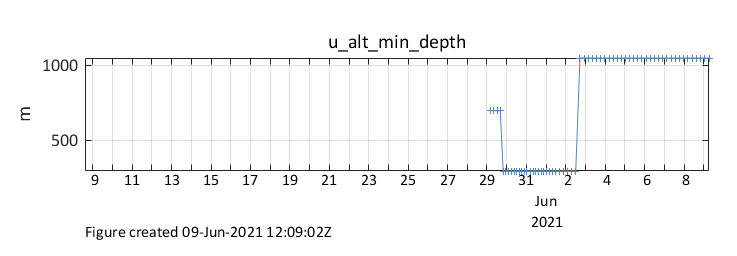 u_alt_min_depth
1000
500
m
9 11 13 15 17 19 21 23 25 27 29 31 2 4 6 8
Jun
2021
Figure created 09-Jun-2021 12:09:02Z